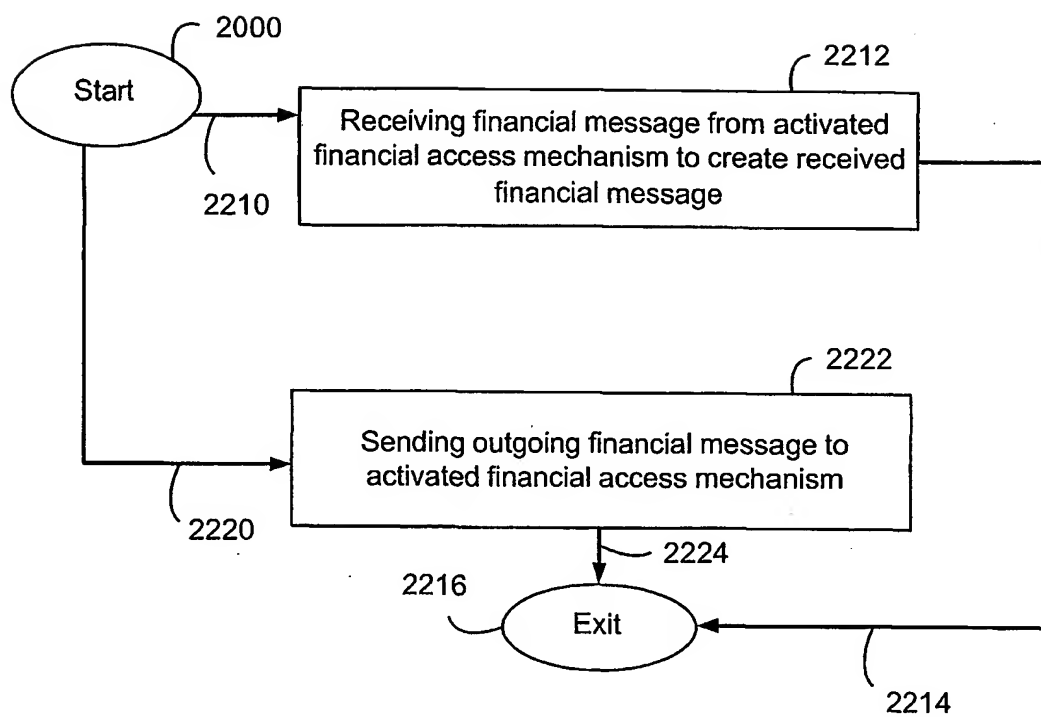 2000
Start
2212
Receiving financial message from activated
financial access mechanism to create received
financial message
2210
2222
Sending outgoing financial message to
activated financial access mechanism
2220
2224
2216
Exit
2214